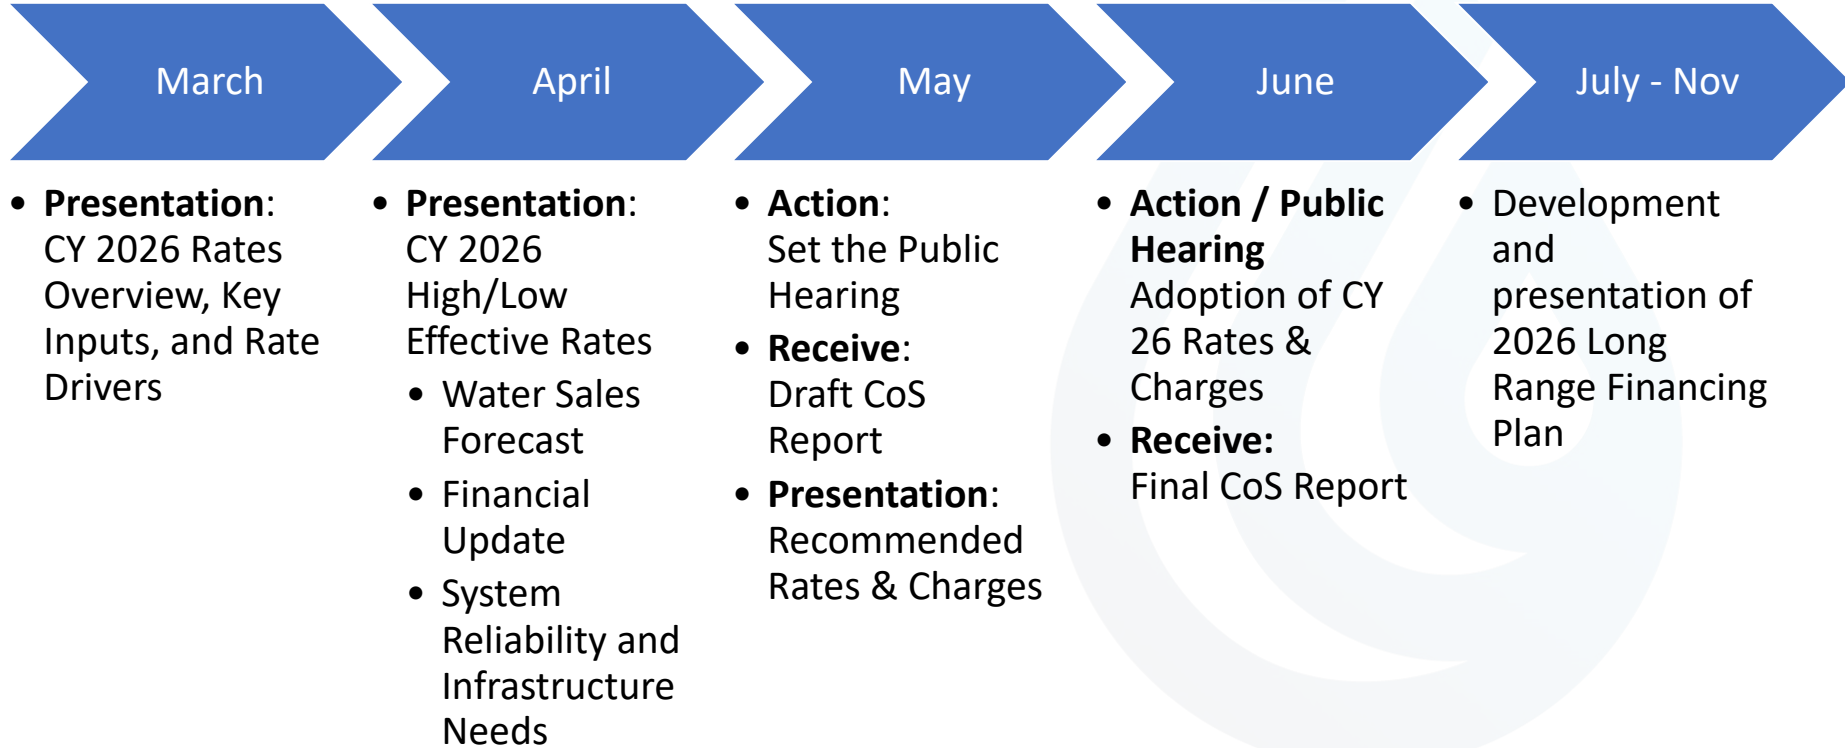 March
April
May
June
July - Nov
• Presentation:
CY 2026 Rates
Overview, Key
Inputs, and Rate
Drivers
• Presentation:
CY 2026
High/Low
Effective Rates
• Water Sales
Forecast
• Financial
Update
• System
Reliability and
Infrastructure
Needs
• Action:
Set the Public
Hearing
• Receive:
Draft CoS
Report
• Presentation:
Recommended
Rates & Charges
• Action / Public
Hearing
Adoption of CY
26 Rates &
Charges
• Receive:
Final CoS Report
• Development
and
presentation of
2026 Long
Range Financing
Plan